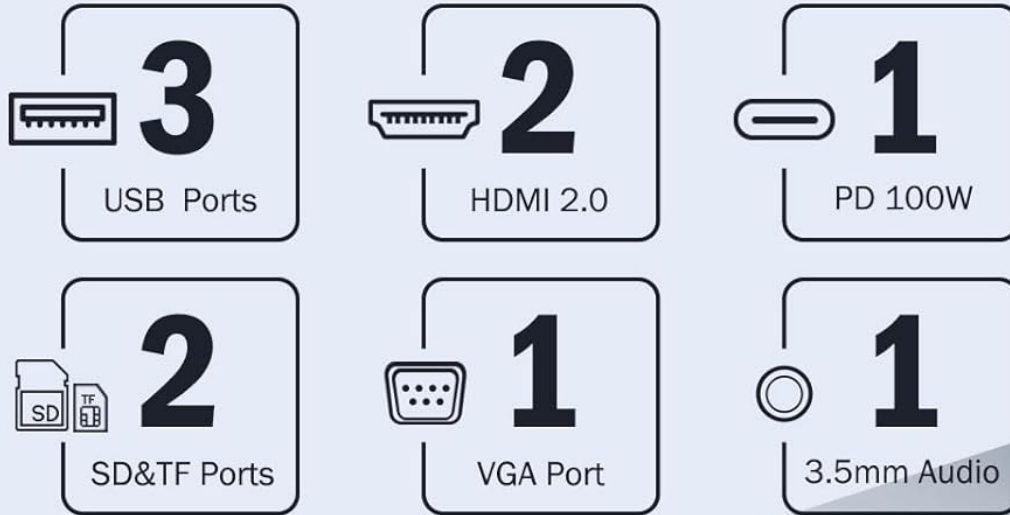 3
USB Ports
2
HDMI 2.0
1
PD 100W
SD
TF
2
SD&TF Ports
1
VGA Port
1
3.5mm Audio